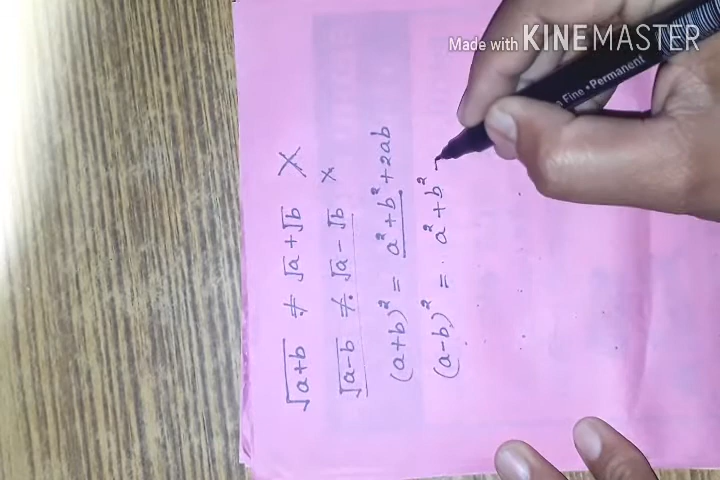 √(a+b) ≠ √a + √b X
√(a-b) ≠ √a - √b X
(a+b)² = a² + b² + 2ab
(a-b)² = a² + b² -
Made with KINEMASTER
Fine • Permanent